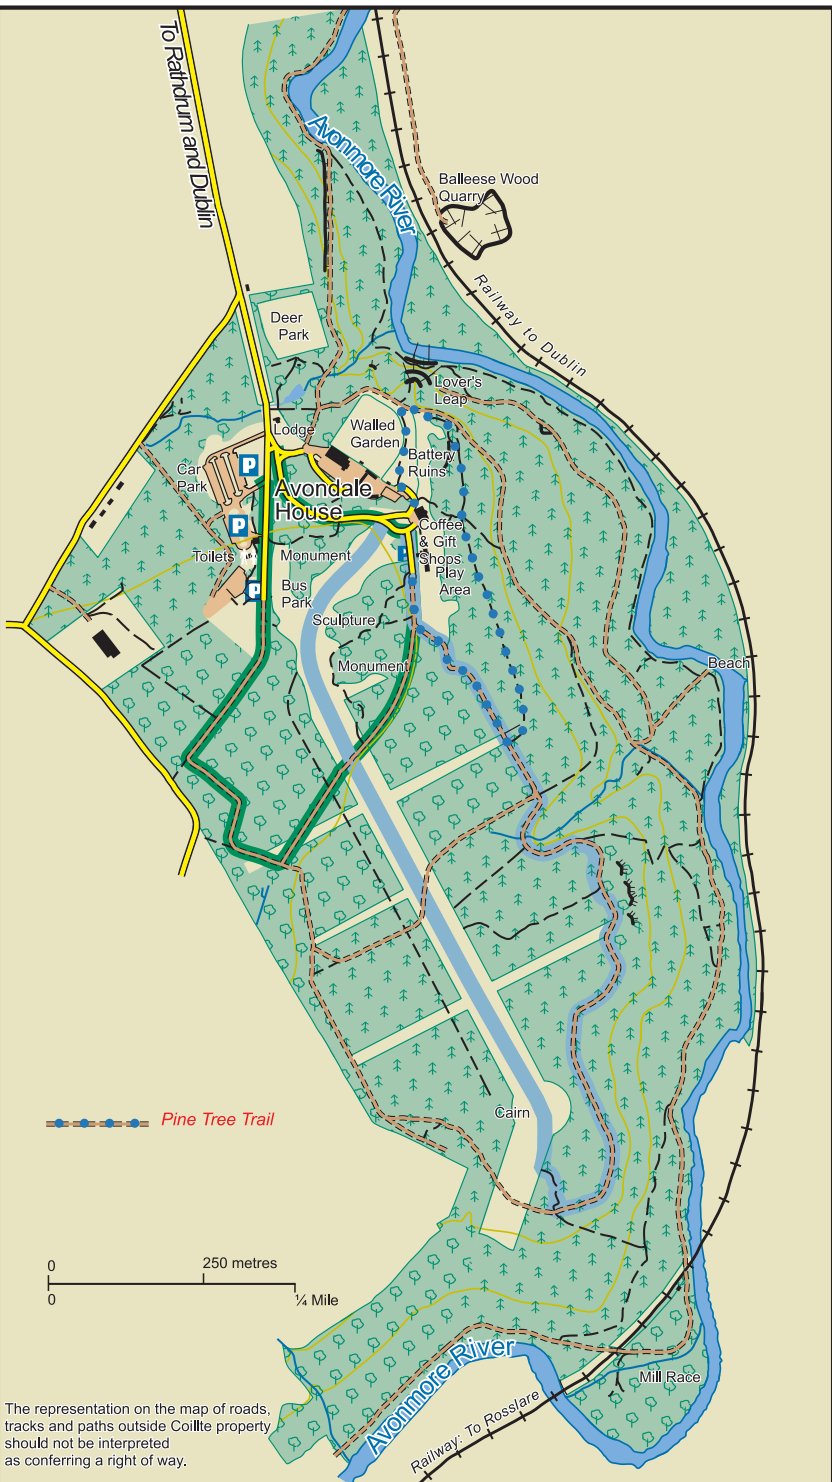 To Rathdrum and Dublin
Avonmore River
Balleese Wood
Quarry
Railway to Dublin
Deer
Park
Lover's
Leap
Lodge
Walled
Garden
Battery
Ruins
Car
Park
P
Avondale
House
P
Coffee
& Gift
Shops
Toilets
Monument
P
Play
Area
P
Bus
Park
Sculpture
Monument
Beach
Cairn
Pine Tree Trail
0
250 metres
0
¼ Mile
Avonmore River
Mill Race
Railway: To Rosslare
The representation on the map of roads,
tracks and paths outside Coillte property
should not be interpreted
as conferring a right of way.